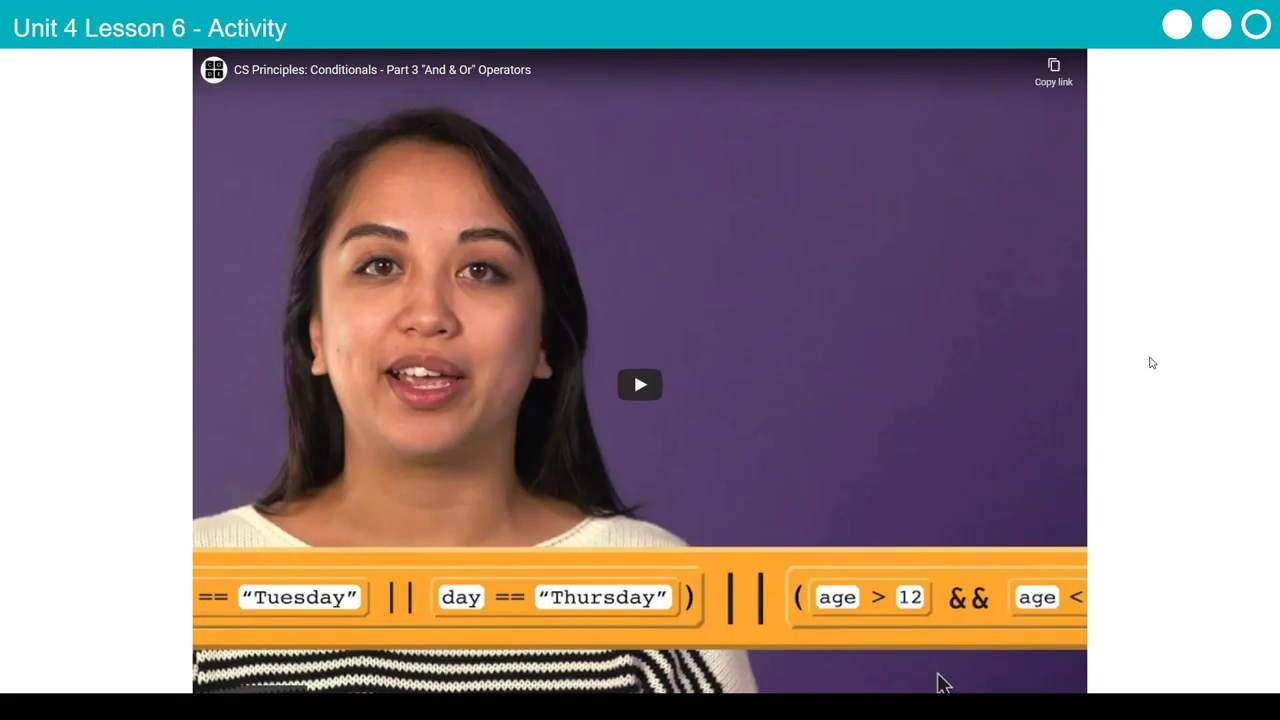 Unit 4 Lesson 6 - Activity
CODE
CS Principles: Conditionals - Part 3 "And & Or" Operators
Copy link
== “Tuesday” || day == “Thursday”) || (age > 12 && age <